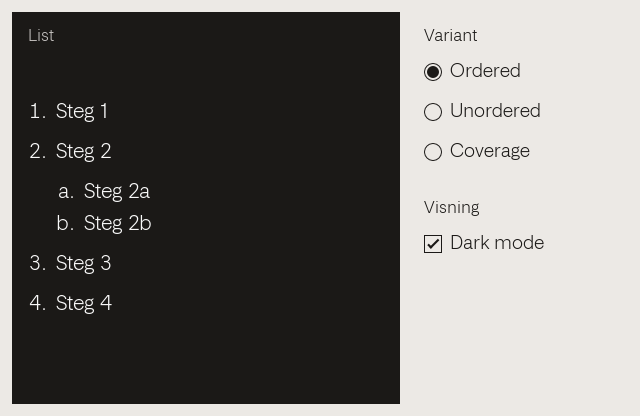 List
1. Steg 1
2. Steg 2
a. Steg 2a
b. Steg 2b
3. Steg 3
4. Steg 4
Variant
Ordered
Unordered
Coverage
Visning
Dark mode